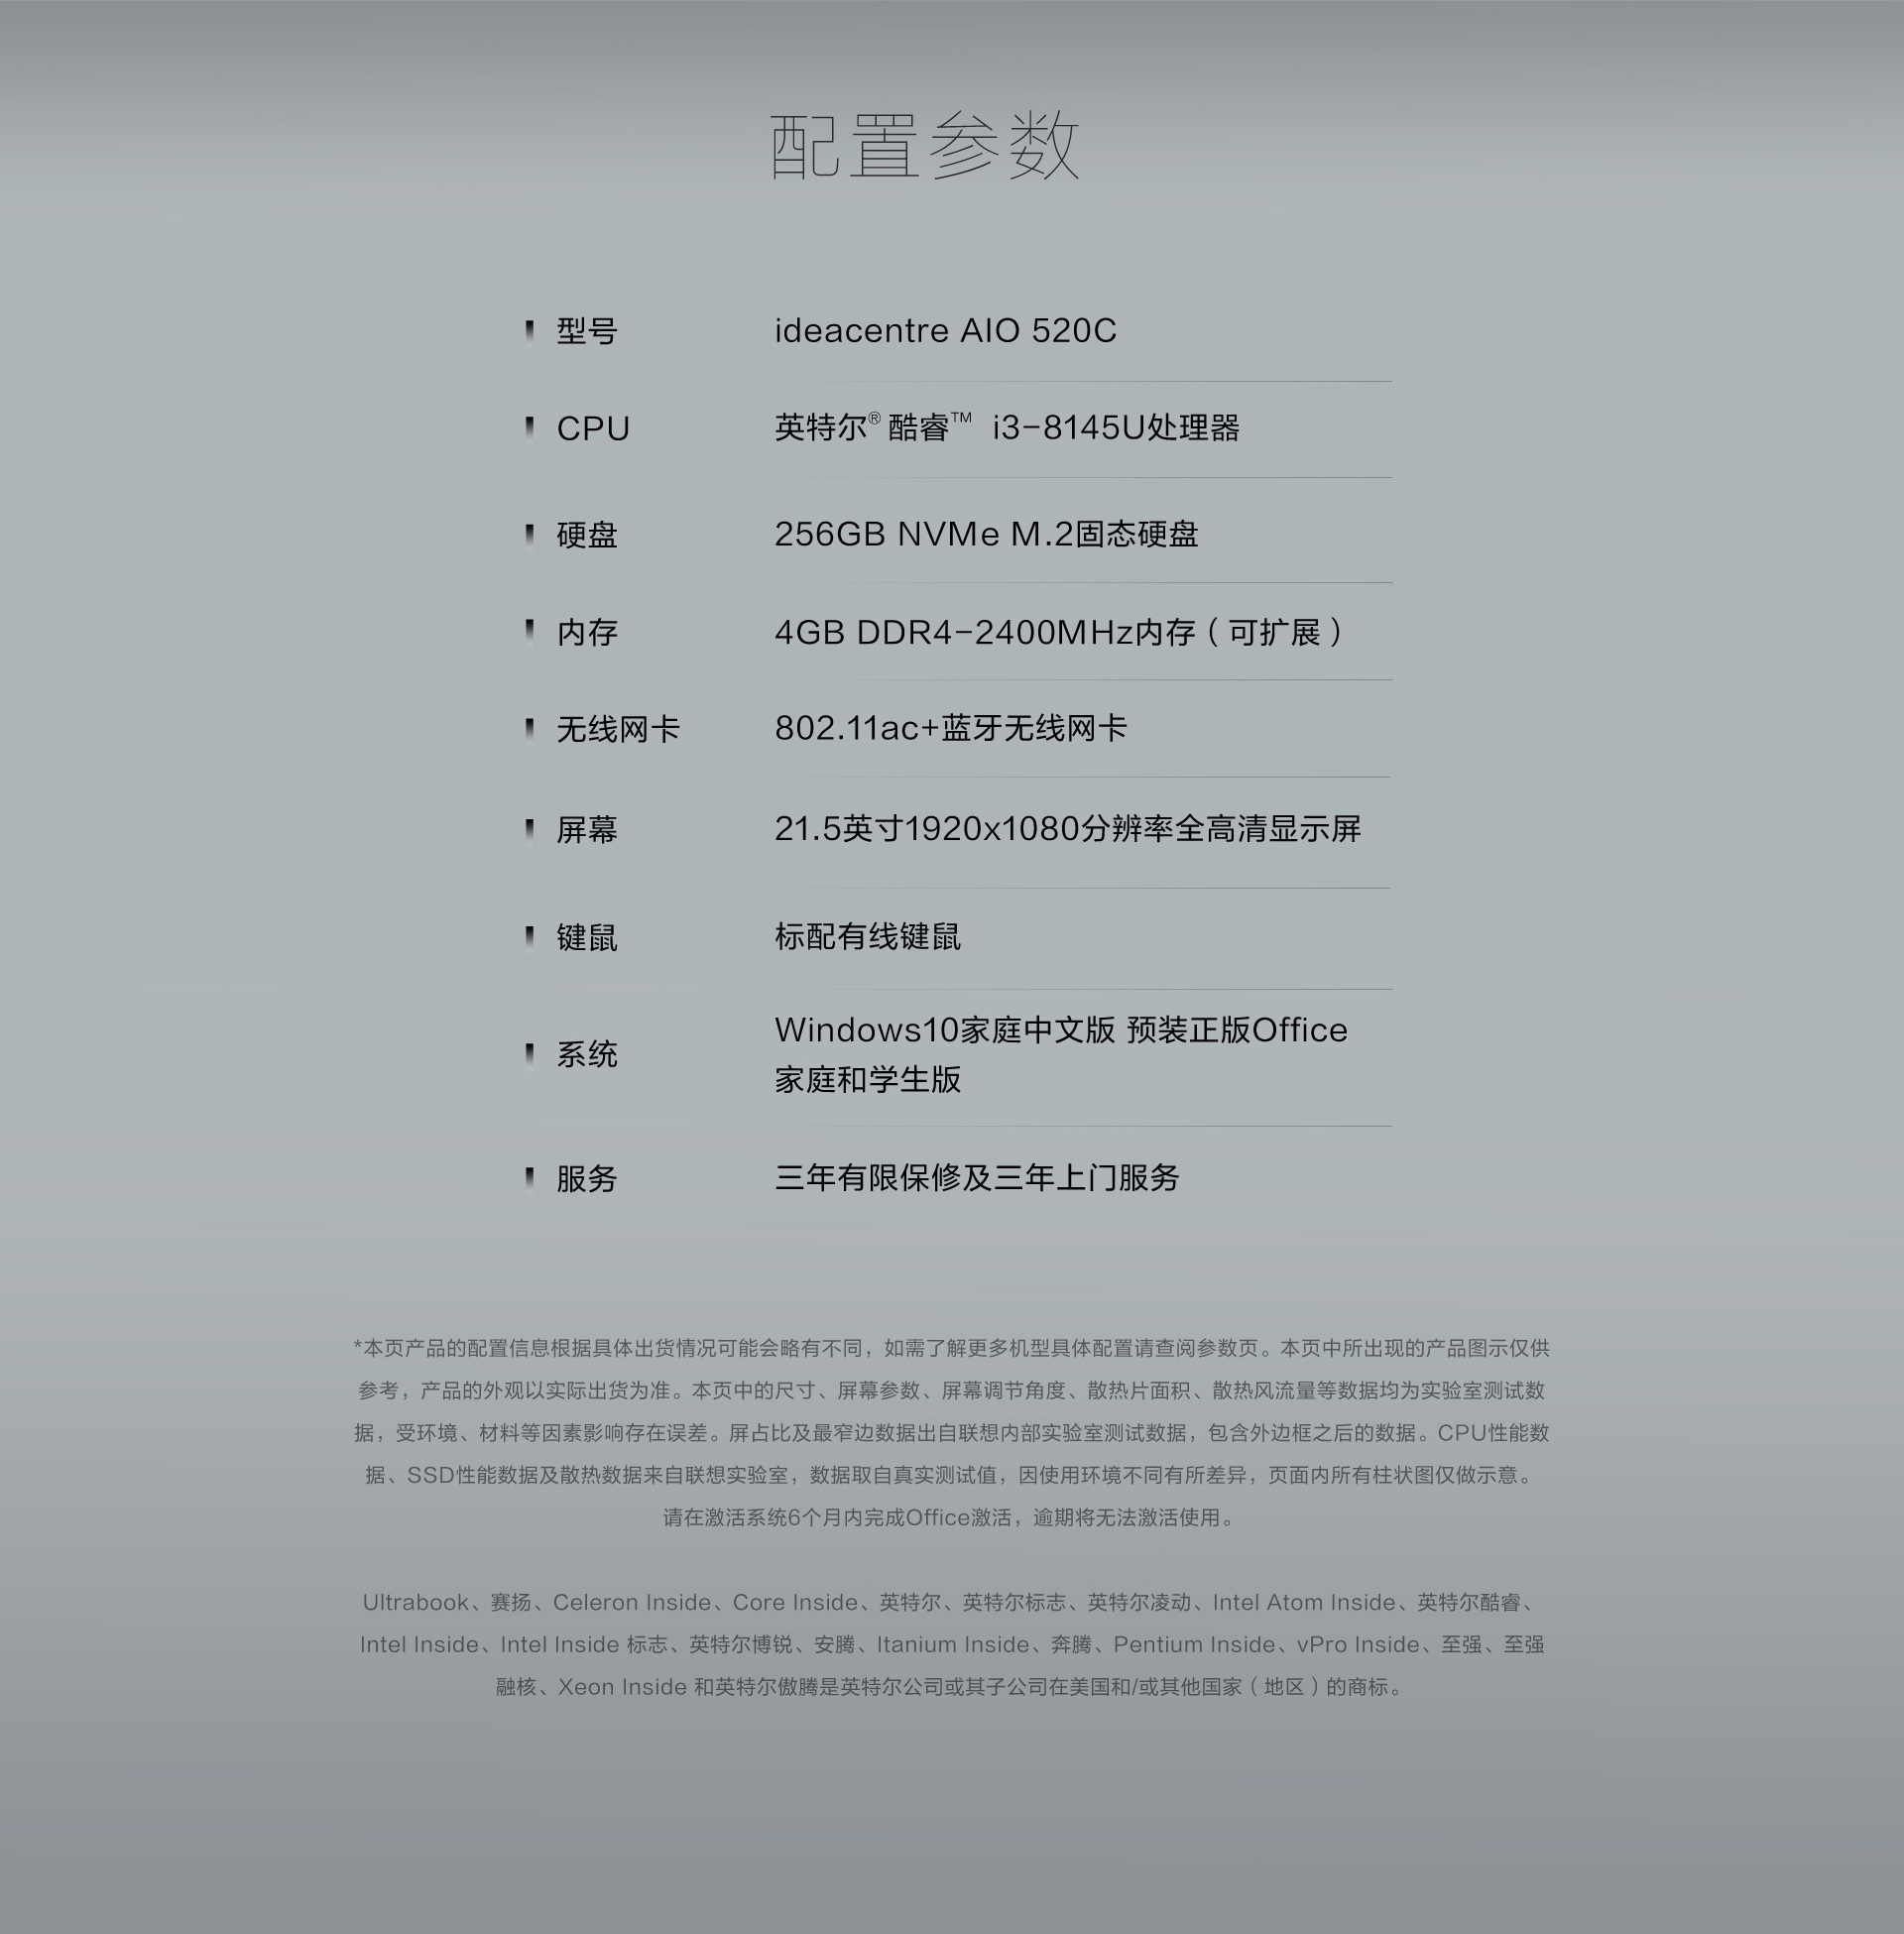 配置参数
型号 ideacentre AIO 520C
CPU 英特尔® 酷睿™ i3-8145U处理器
硬盘 256GB NVMe M.2固态硬盘
内存 4GB DDR4-2400MHz内存（可扩展）
无线网卡 802.11ac+蓝牙无线网卡
屏幕 21.5英寸1920x1080分辨率全高清显示屏
键鼠 标配有线键鼠
系统 Windows10家庭中文版 预装正版Office
家庭和学生版
服务 三年有限保修及三年上门服务
*本页产品的配置信息根据具体出货情况可能会略有不同，如需了解更多机型具体配置请查阅参数页。本页中所出现的产品图示仅供
参考，产品的外观以实际出货为准。本页中的尺寸、屏幕参数、屏幕调节角度、散热片面积、散热风流量等数据均为实验室测试数
据，受环境、材料等因素影响存在误差。屏占比及最窄边数据出自联想内部实验室测试数据，包含外边框之后的数据。CPU性能数
据、SSD性能数据及散热数据来自联想实验室，数据取自真实测试值，因使用环境不同有所差异，页面内所有柱状图仅做示意。
请在激活系统6个月内完成Office激活，逾期将无法激活使用。
Ultrabook、赛扬、Celeron Inside、Core Inside、英特尔、英特尔标志、英特尔凌动、Intel Atom Inside、英特尔酷睿、
Intel Inside、Intel Inside 标志、英特尔博锐、安腾、Itanium Inside、奔腾、Pentium Inside、vPro Inside、至强、至强
融核、Xeon Inside 和英特尔傲腾是英特尔公司或其子公司在美国和/或其他国家（地区）的商标。